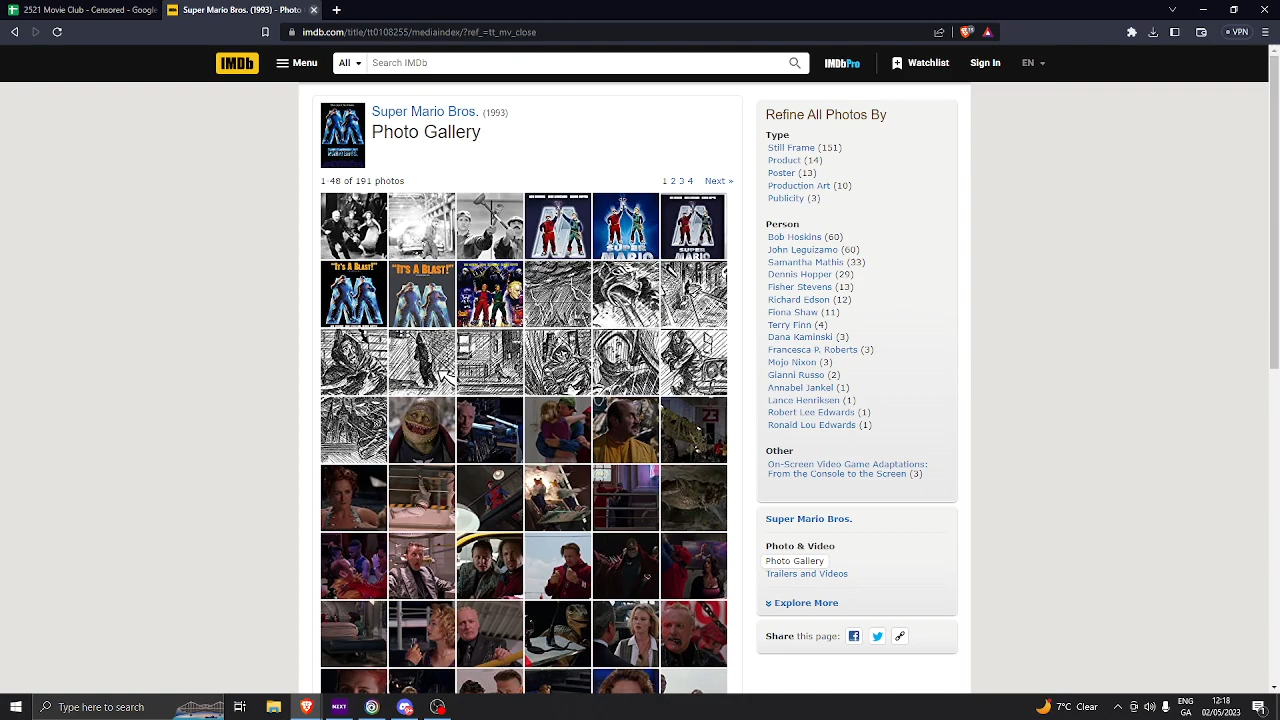 2521 Movie Club - Censored - Google
Super Mario Bros. (1993) - Photo
imdb.com/title/tt0108255/mediaindex/?ref_=tt_mv_close
VPN
IMDb
Menu
All
Search IMDb
IMDbPro
Watchlist
Sign In
EN
Super Mario Bros. (1993)
Photo Gallery
1-48 of 191 photos
1 2 3 4 Next »
"IT'S A BLAST!"
"IT'S A BLAST!"
SUPER
MARIO
SUPER
MARIO
Refine All Photos By
Type
Still Frame (151)
Product (14)
Poster (13)
Production Art (10)
Publicity (3)
Person
Bob Hoskins (60)
John Leguizamo (60)
Samantha Mathis (33)
Dennis Hopper (29)
Fisher Stevens (13)
Richard Edson (12)
Fiona Shaw (11)
Terry Finn (4)
Dana Kaminski (3)
Francesca P. Roberts (3)
Mojo Nixon (3)
Gianni Russo (2)
Annabel Jankel (1)
Lance Henriksen (1)
Robert Lee Edwards (1)
Ronald Lou Edwards (1)
Other
On-Screen Video Game Adaptations:
From the Console to the Screen (3)
Super Mario Bros.
Photo & Video
Photo Gallery
Trailers and Videos
Explore More
Share this page:
Type here to search
NEXT
7°C Clear
ENG
GA
12:18
02/05/2023